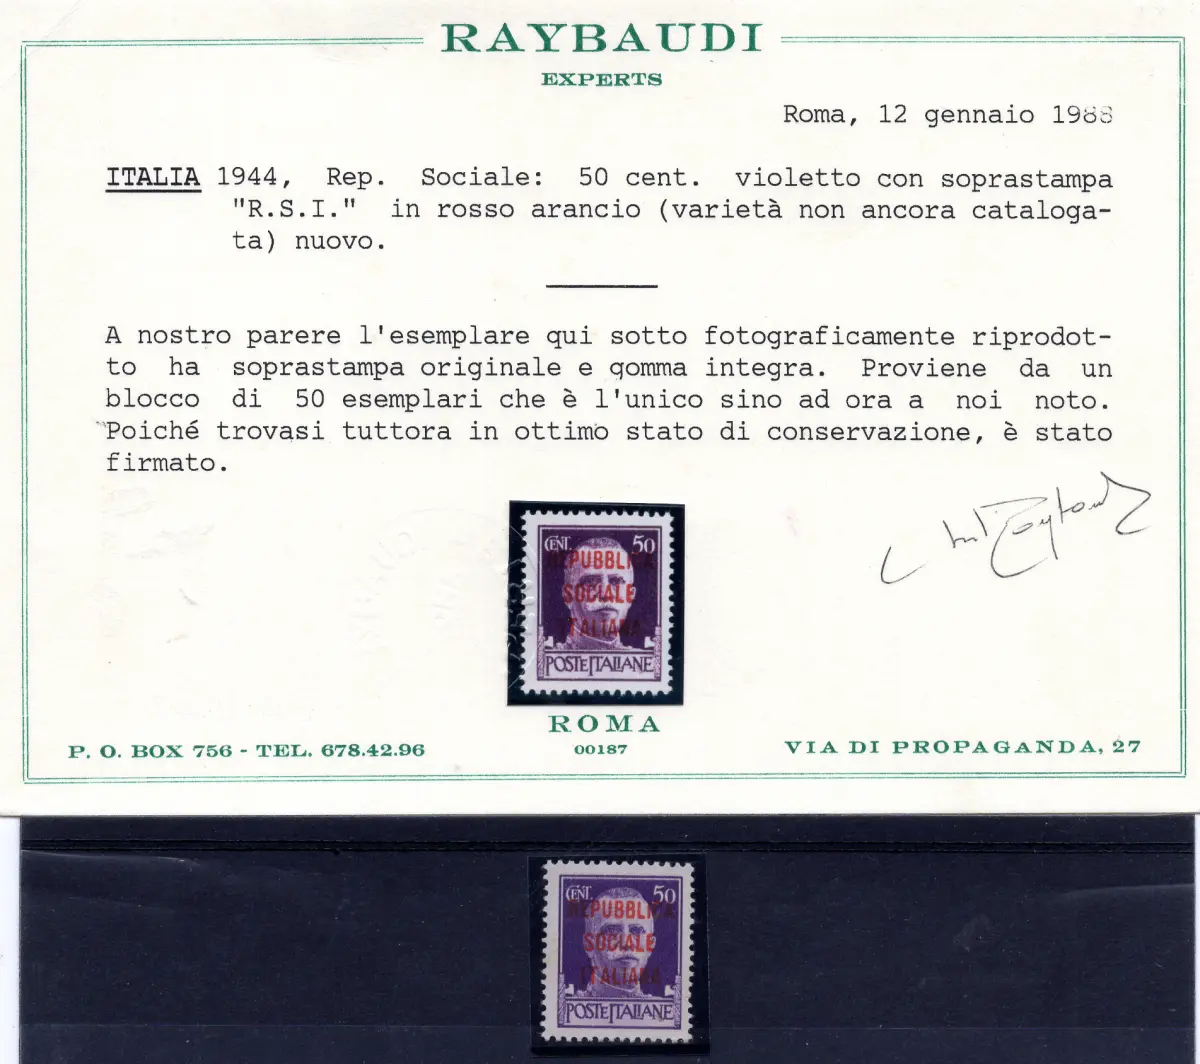 RAYBAUDI
EXPERTS
Roma, 12 gennaio 1988
ITALIA 1944, Rep. Sociale: 50 cent. violetto con soprastampa
"R.S.I." in rosso arancio (varietà non ancora cataloga-
ta) nuovo.
A nostro parere l'esemplare qui sotto fotograficamente riprodot-
to ha soprastampa originale e gomma integra. Proviene da un
blocco di 50 esemplari che è l'unico sino ad ora a noi noto.
Poiché trovasi tuttora in ottimo stato di conservazione, è stato
firmato.
CENT. 50
REPUBBLICA
SOCIALE
ITALIANA
POSTE ITALIANE
ROMA
00187
P. O. BOX 756 - TEL. 678.42.96
VIA DI PROPAGANDA, 27
CENT. 50
REPUBBLICA
SOCIALE
ITALIANA
POSTE ITALIANE